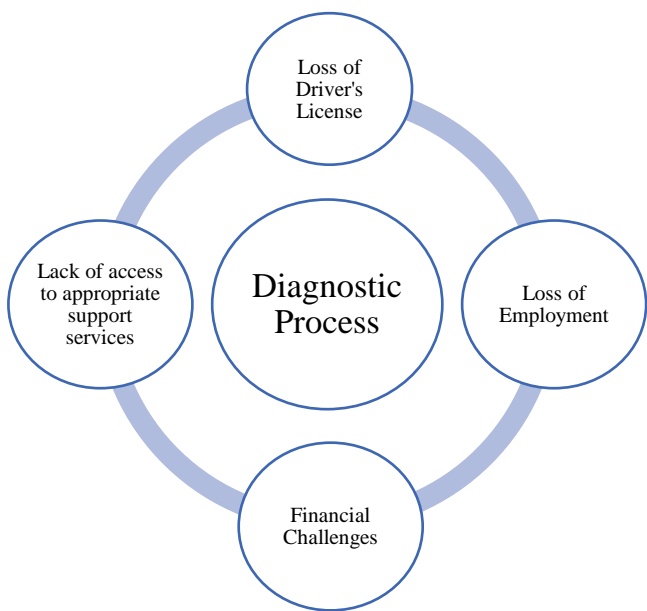 Loss of
Driver's
License
Lack of access
to appropriate
support
services
Diagnostic
Process
Loss of
Employment
Financial
Challenges